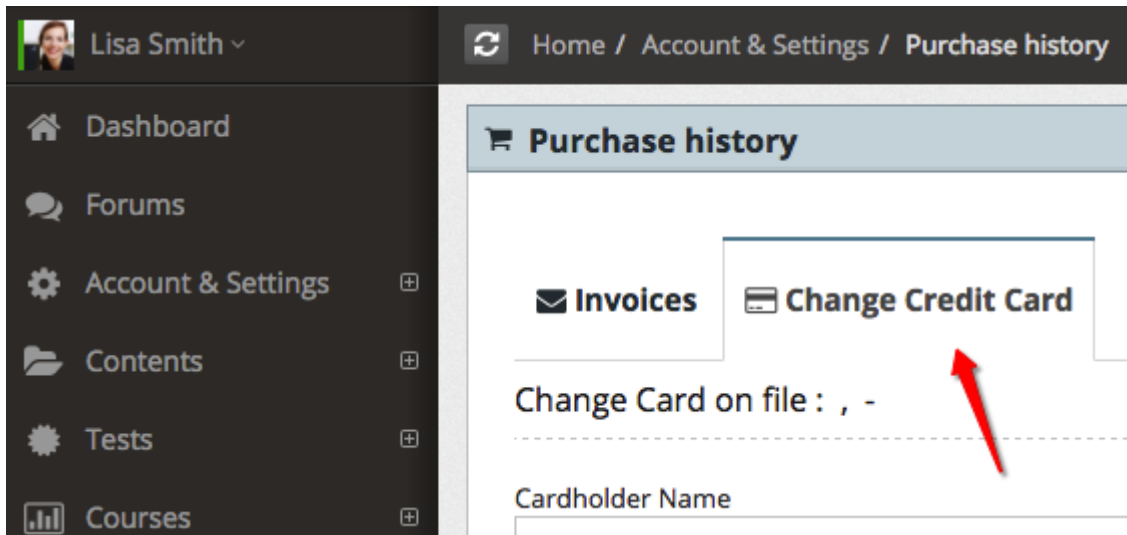 Lisa Smith
Home / Account & Settings / Purchase history
Dashboard
Forums
Account & Settings
Contents
Tests
Courses
Purchase history
Invoices
Change Credit Card
Change Card on file : , -
Cardholder Name